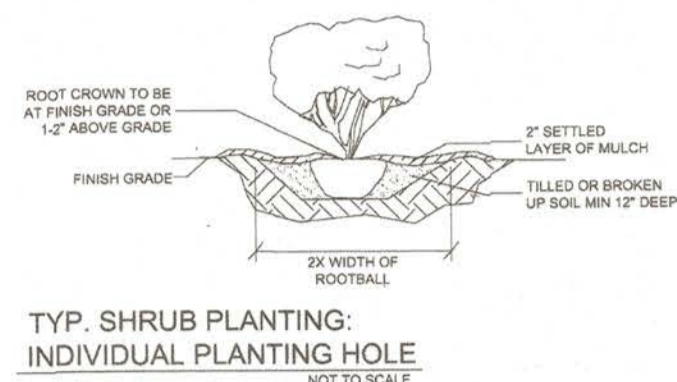 ROOT CROWN TO BE
AT FINISH GRADE OR
1-2" ABOVE GRADE
FINISH GRADE
2" SETTLED
LAYER OF MULCH
TILLED OR BROKEN
UP SOIL MIN 12" DEEP
2X WIDTH OF
ROOTBALL
TYP. SHRUB PLANTING:
INDIVIDUAL PLANTING HOLE
NOT TO SCALE